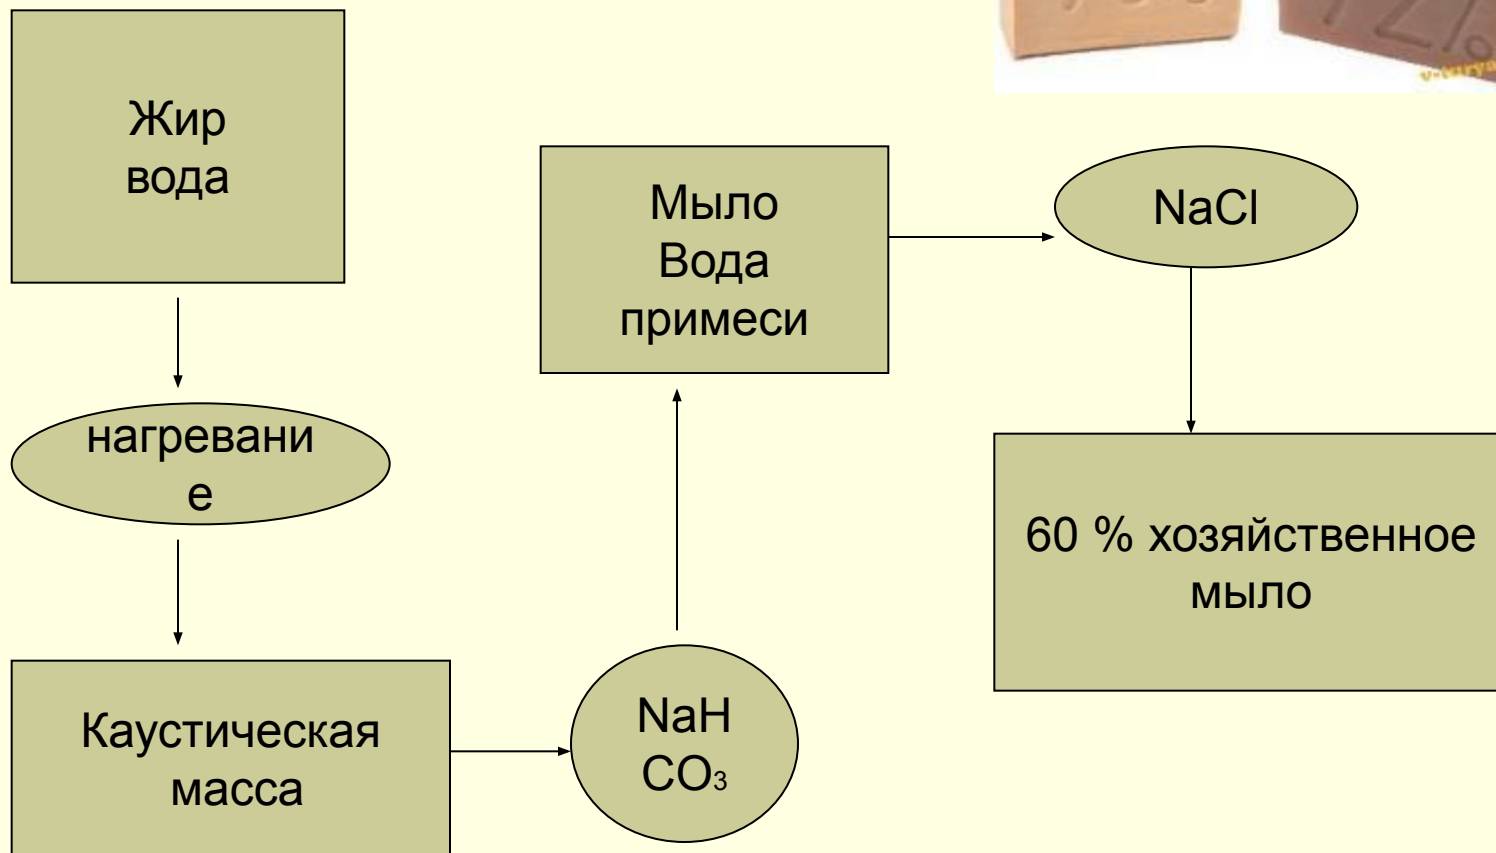 Жир
вода
нагревани
е
Каустическая
масса
NaH
CO₃
Мыло
Вода
примеси
NaCl
60 % хозяйственное
мыло